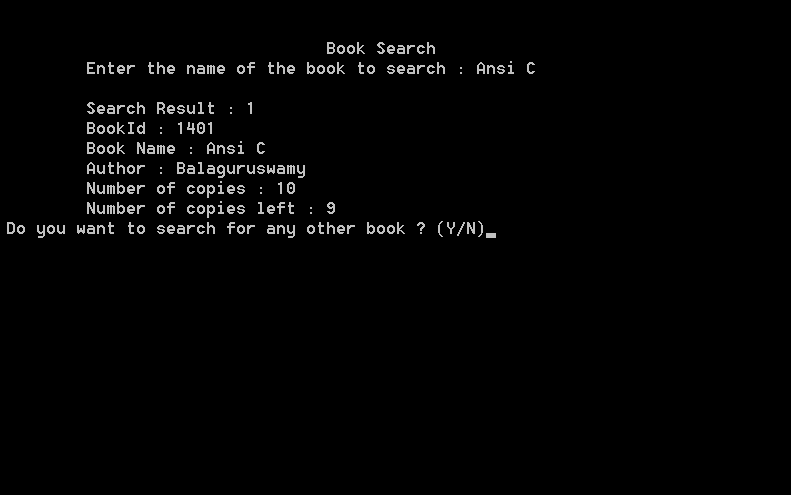 Book Search
Enter the name of the book to search : Ansi C
Search Result : 1
BookId : 1401
Book Name : Ansi C
Author : Balaguruswamy
Number of copies : 10
Number of copies left : 9
Do you want to search for any other book ? (Y/N)_